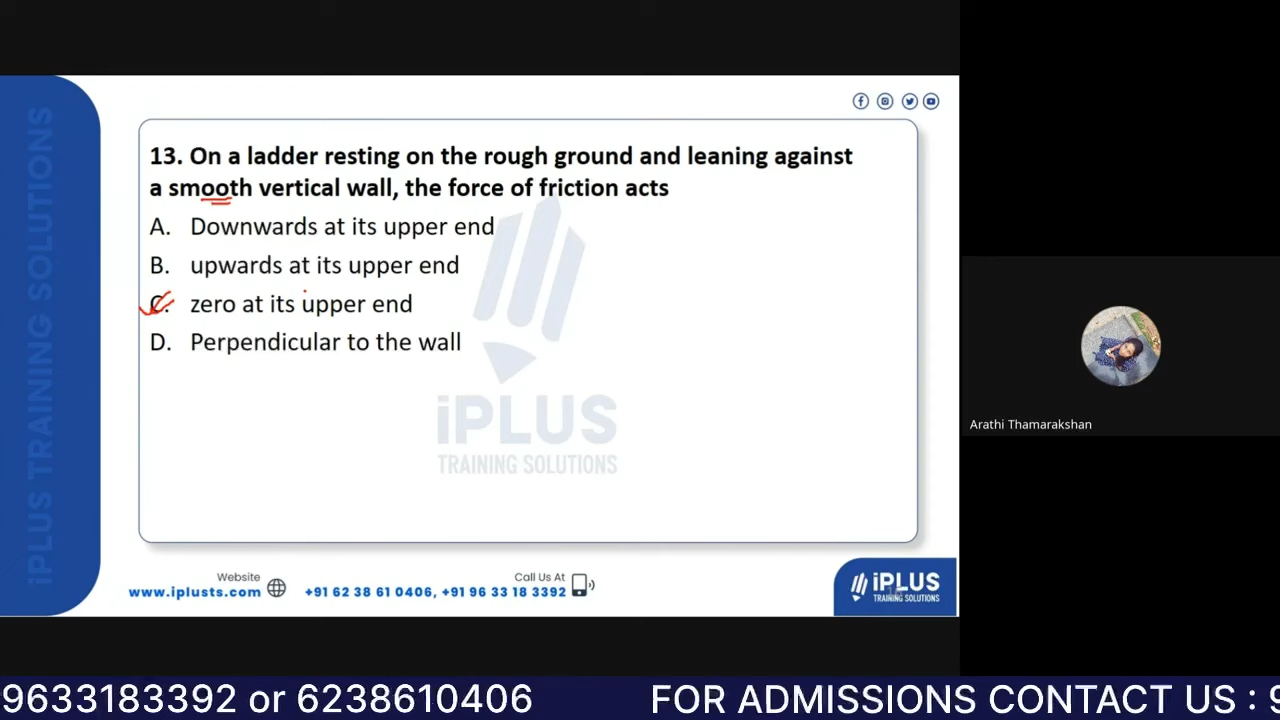 iPLUS TRAINING SOLUTIONS
13. On a ladder resting on the rough ground and leaning against
a smooth vertical wall, the force of friction acts
A. Downwards at its upper end
B. upwards at its upper end
C. zero at its upper end
D. Perpendicular to the wall
iPLUS
TRAINING SOLUTIONS
Website
www.iplusts.com
+91 62 38 61 0406, +91 96 33 18 3392
Call Us At
iPLUS
TRAINING SOLUTIONS
Arathi Thamarakshan
9633183392 or 6238610406 FOR ADMISSIONS CONTACT US : 9